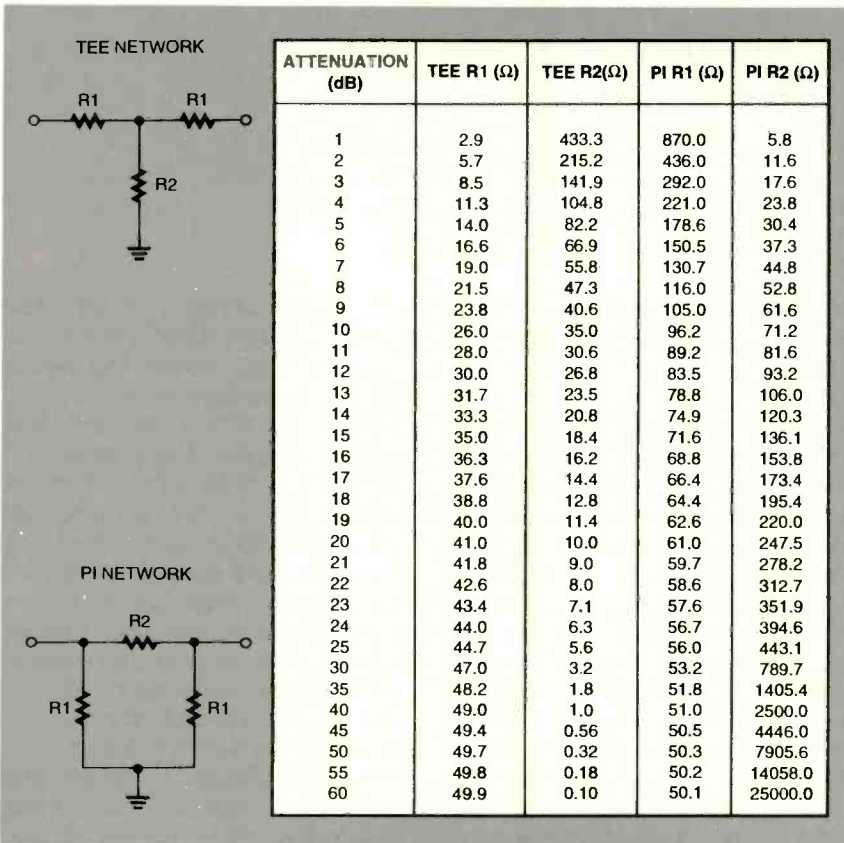 TEE NETWORK
R1 R1
R2
PI NETWORK
R2
R1 R1
ATTENUATION (dB) TEE R1 (Ω) TEE R2(Ω) PI R1 (Ω) PI R2 (Ω)
1 2.9 433.3 870.0 5.8
2 5.7 215.2 436.0 11.6
3 8.5 141.9 292.0 17.6
4 11.3 104.8 221.0 23.8
5 14.0 82.2 178.6 30.4
6 16.6 66.9 150.5 37.3
7 19.0 55.8 130.7 44.8
8 21.5 47.3 116.0 52.8
9 23.8 40.6 105.0 61.6
10 26.0 35.0 96.2 71.2
11 28.0 30.6 89.2 81.6
12 30.0 26.8 83.5 93.2
13 31.7 23.5 78.8 106.0
14 33.3 20.8 74.9 120.3
15 35.0 18.4 71.6 136.1
16 36.3 16.2 68.8 153.8
17 37.6 14.4 66.4 173.4
18 38.8 12.8 64.4 195.4
19 40.0 11.4 62.6 220.0
20 41.0 10.0 61.0 247.5
21 41.8 9.0 59.7 278.2
22 42.6 8.0 58.6 312.7
23 43.4 7.1 57.6 351.9
24 44.0 6.3 56.7 394.6
25 44.7 5.6 56.0 443.1
30 47.0 3.2 53.2 789.7
35 48.2 1.8 51.8 1405.4
40 49.0 1.0 51.0 2500.0
45 49.4 0.56 50.5 4446.0
50 49.7 0.32 50.3 7905.6
55 49.8 0.18 50.2 14058.0
60 49.9 0.10 50.1 25000.0